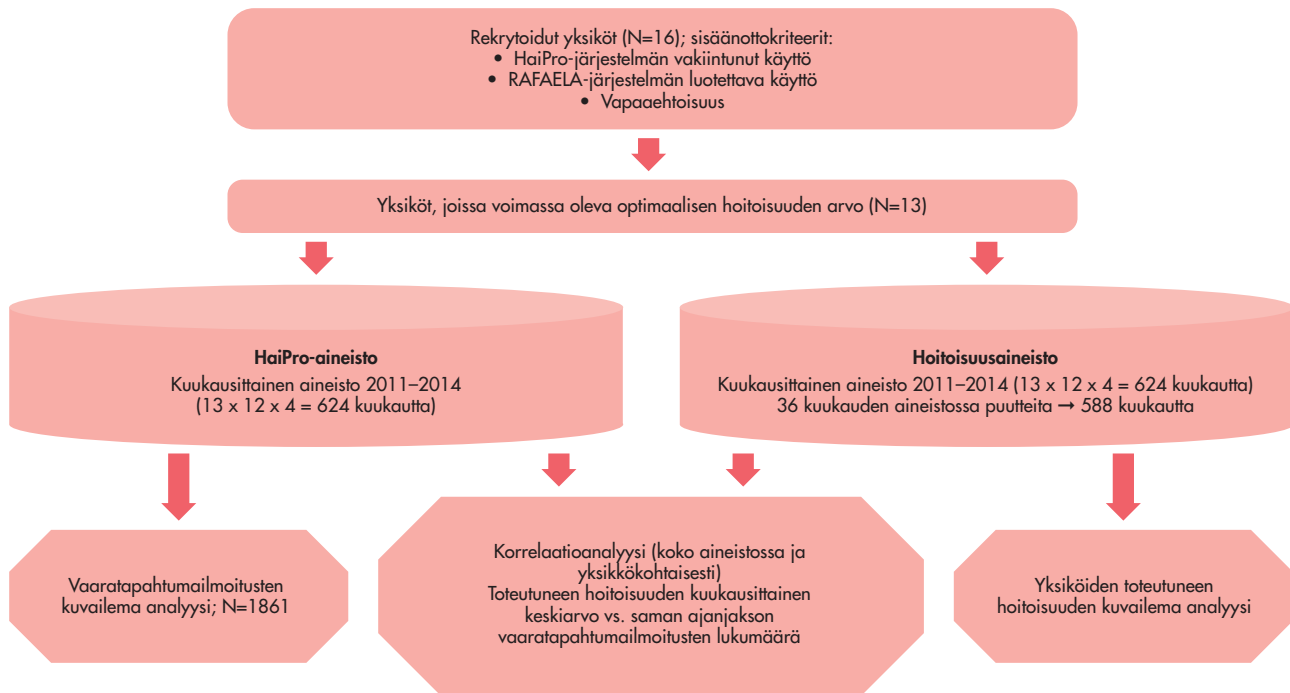 Rekrytoidut yksiköt (N=16); sisäänottokriteerit:
• HaiPro-järjestelmän vakiintunut käyttö
• RAFAELA-järjestelmän luotettava käyttö
• Vapaaehtoisuus
Yksiköt, joissa voimassa oleva optimaalisen hoitoisuuden arvo (N=13)
HaiPro-aineisto
Kuukausittainen aineisto 2011–2014
(13 x 12 x 4 = 624 kuukautta)
Hoitoisuusaineisto
Kuukausittainen aineisto 2011–2014 (13 x 12 x 4 = 624 kuukautta)
36 kuukauden aineistossa puutteita → 588 kuukautta
Vaaratapahtumailmoitusten
kuvailema analyysi; N=1861
Korrelaatioanalyysi (koko aineistossa ja
yksikkökohtaisesti)
Toteutuneen hoitoisuuden kuukausittainen
keskiarvo vs. saman ajanjakson
vaaratapahtumailmoitusten lukumäärä
Yksiköiden toteutuneen
hoitoisuuden kuvailema analyysi